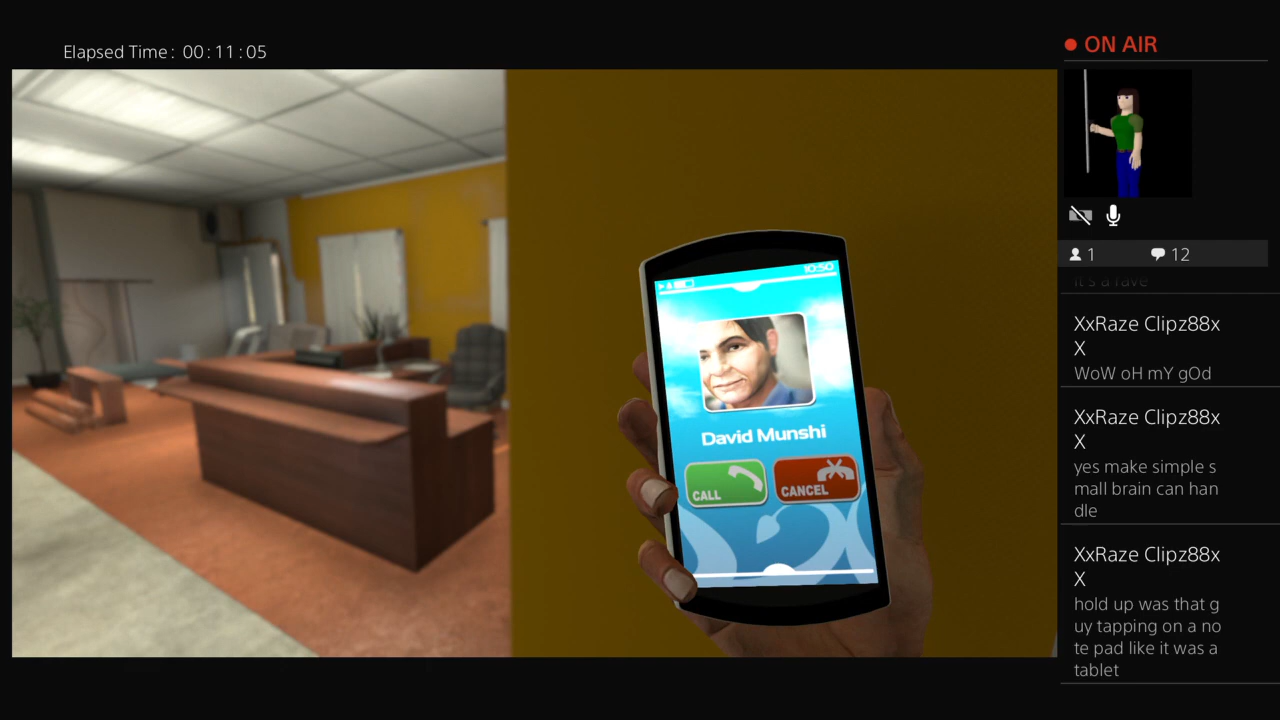 Elapsed Time: 00:11:05
ON AIR
1
12
it's a rave
XxRaze Clipz88x
X
WoW oH mY gOd
XxRaze Clipz88x
X
yes make simple s
mall brain can han
dle
XxRaze Clipz88x
X
hold up was that g
uy tapping on a no
te pad like it was a
tablet
10:50
David Munshi
CALL
CANCEL